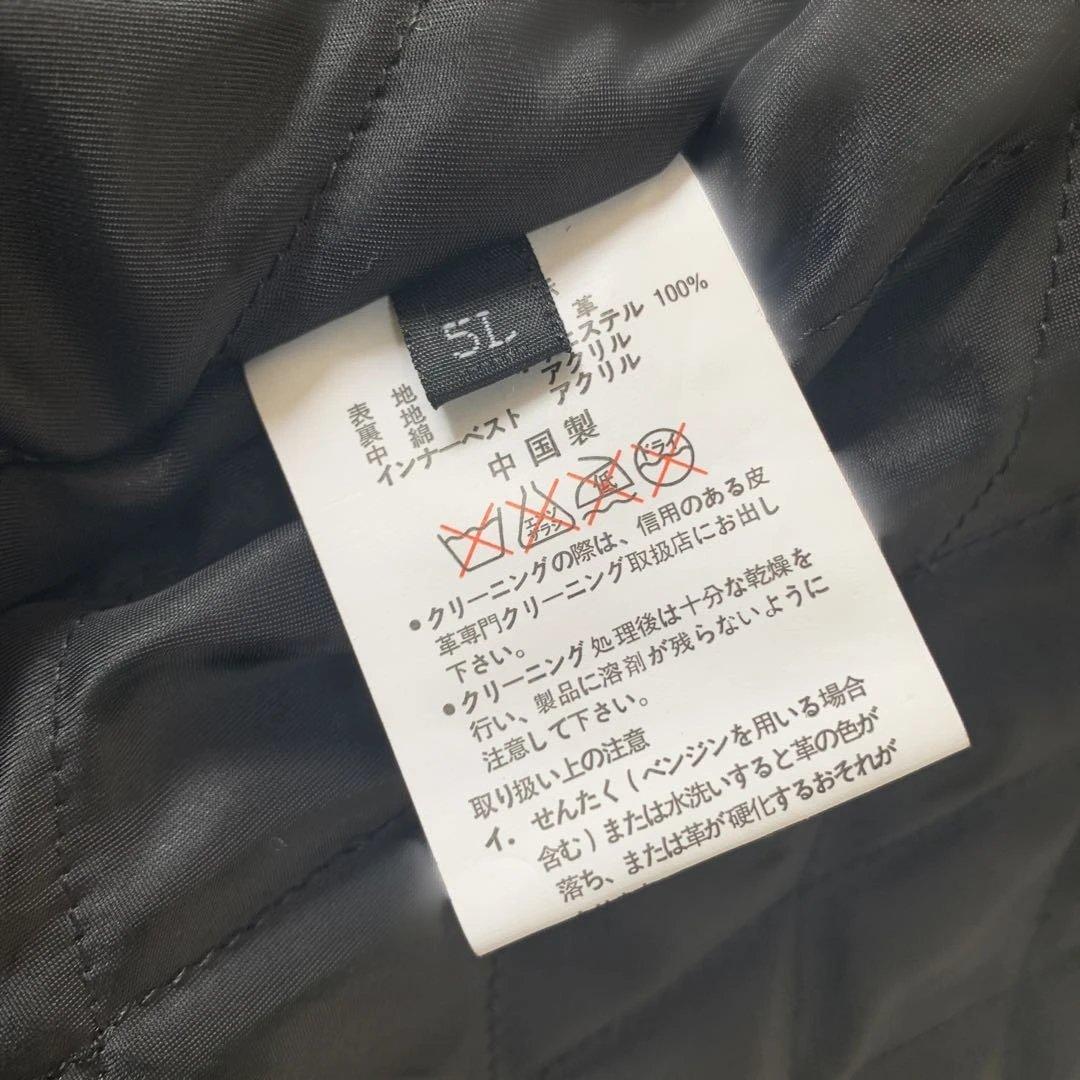 5L
表 地 革
裏 地 エステル 100%
中 綿 アクリル
インナーベスト アクリル
中国製
エンソ サラシ 低 ドライ
●クリーニングの際は、信用のある皮
革専門クリーニング取扱店にお出し
下さい。
●クリーニング処理後は十分な乾燥を
行い、製品に溶剤が残らないように
注意して下さい。
取り扱い上の注意
イ. せんたく(ベンジンを用いる場合
含む)または水洗いすると革の色が
落ち、または革が硬化するおそれが